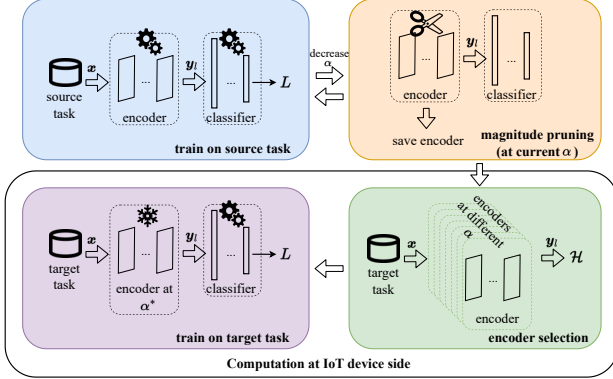 x
y_l
L
source
task
encoder
classifier
train on source task
decrease
α
y_l
encoder
classifier
save encoder
magnitude pruning
(at current α)
x
y_l
L
target
task
encoder at
α*
classifier
train on target task
encoders
at different
α
x
y_l
ℋ
target
task
encoder
encoder selection
Computation at IoT device side